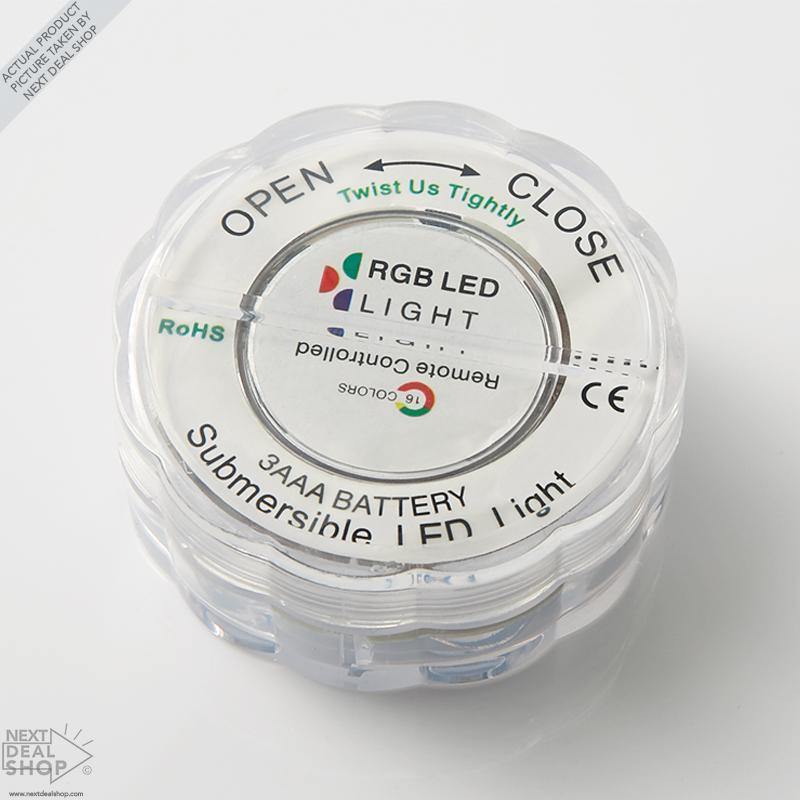 ACTUAL PRODUCT
PICTURE TAKEN BY
NEXT DEAL SHOP
OPEN
CLOSE
Twist Us Tightly
RGB LED
LIGHT
RoHS
Remote Controlled
16 COLORS
CE
3AAA BATTERY
Submersible LED Light
NEXT
DEAL
SHOP ©
www.nextdealshop.com